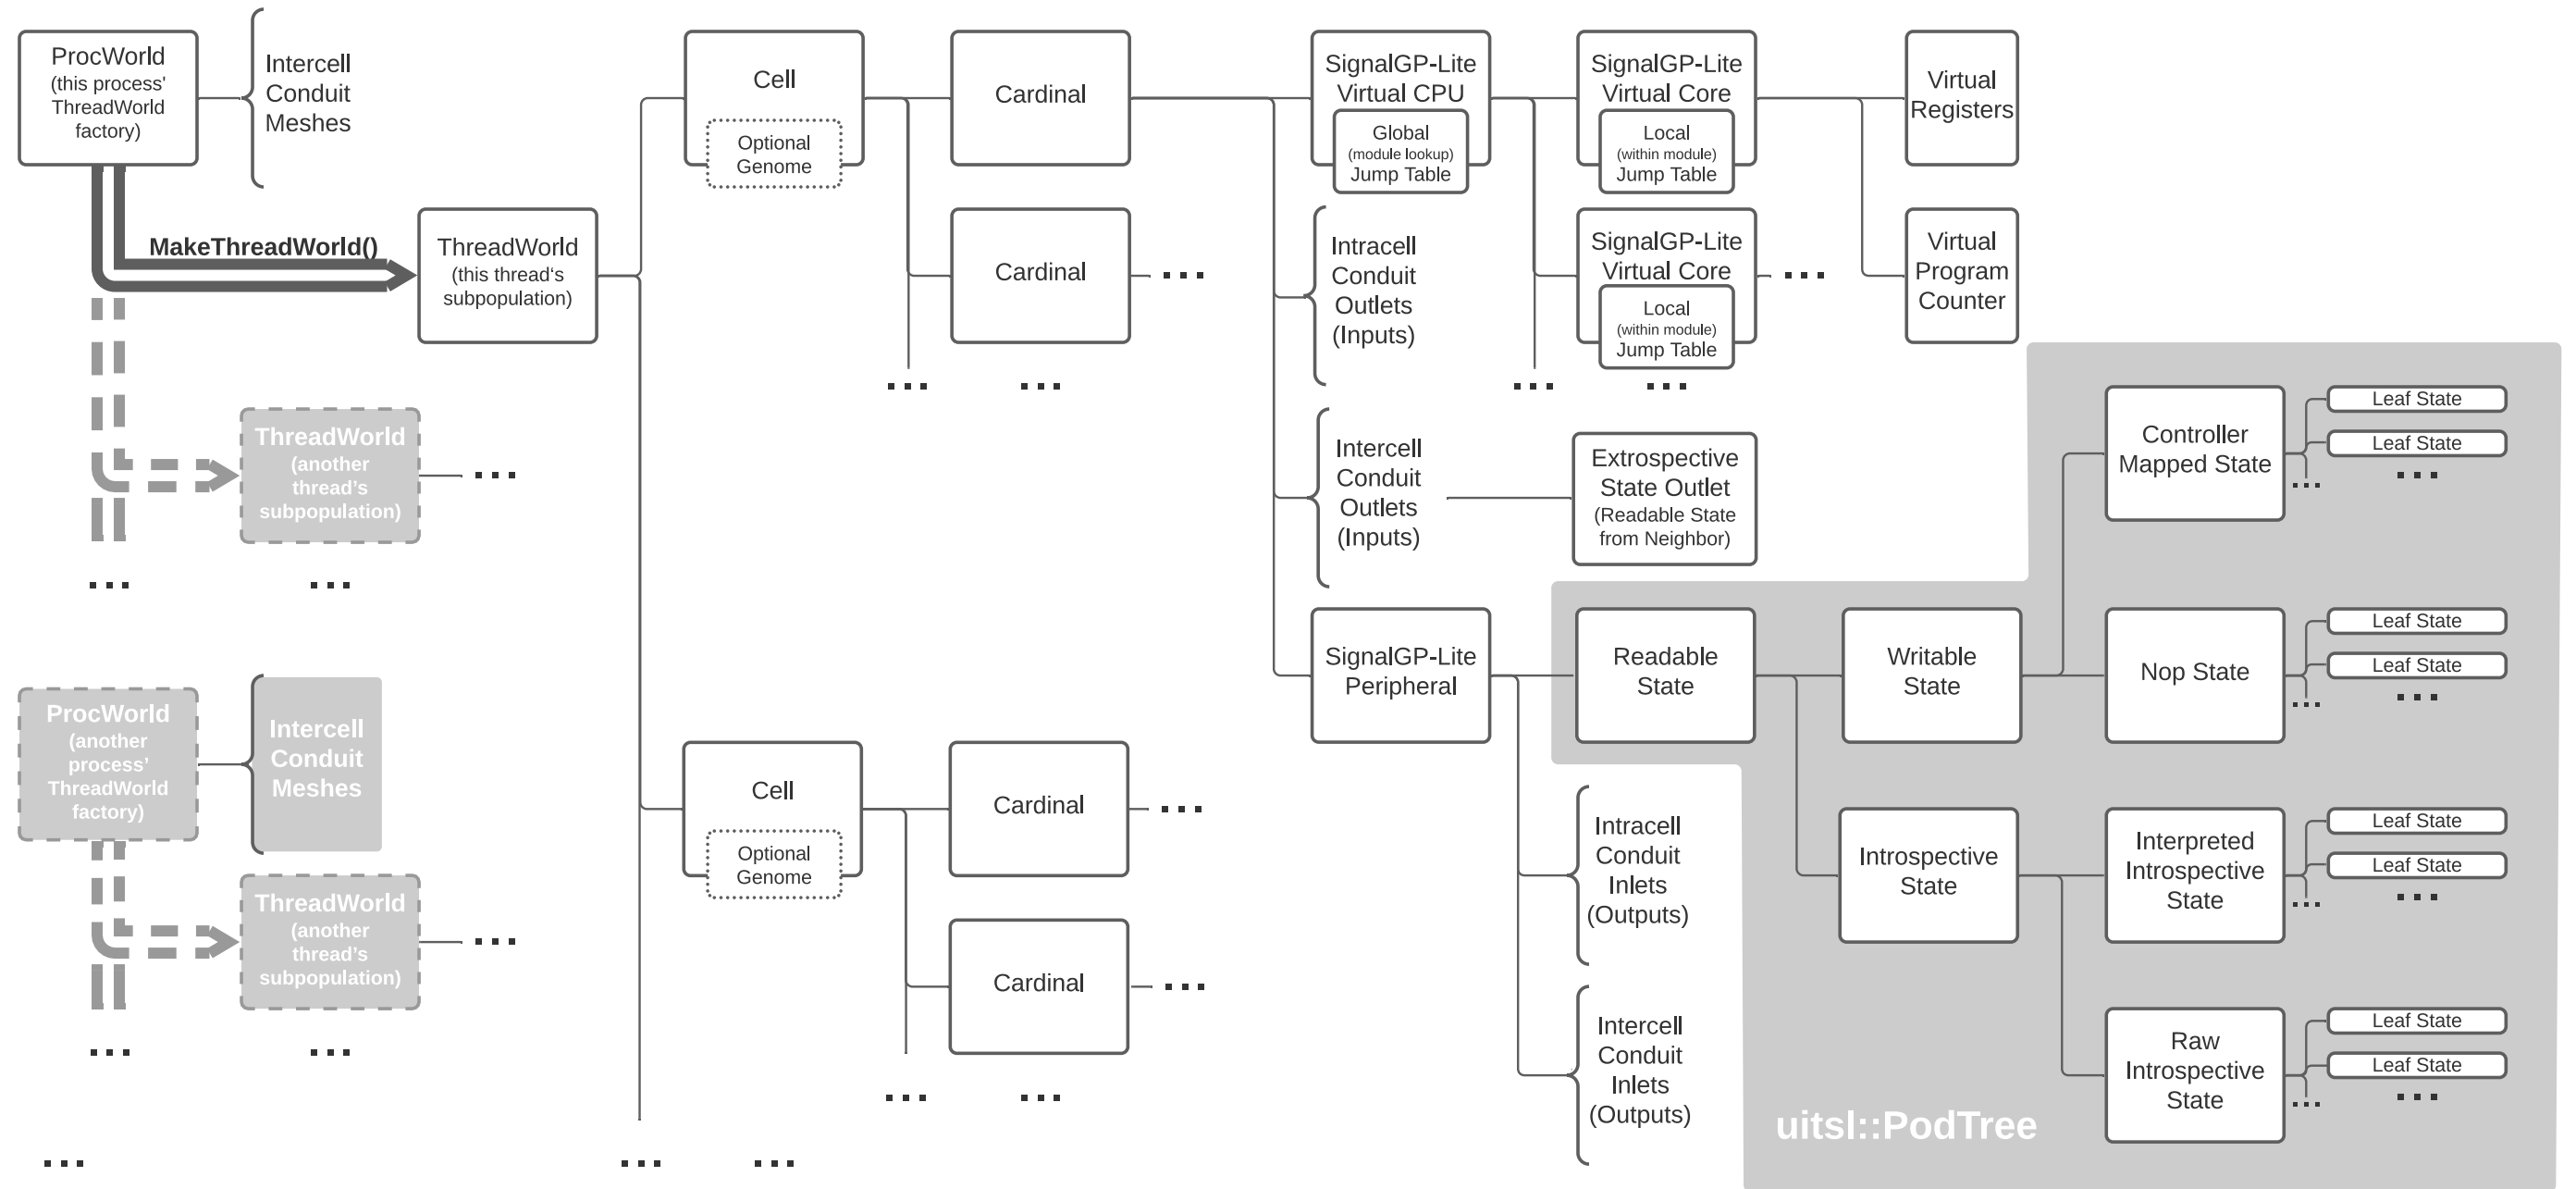 ProcWorld
(this process'
ThreadWorld
factory)
Intercell
Conduit
Meshes
MakeThreadWorld()
ThreadWorld
(this thread‘s
subpopulation)
ThreadWorld
(another
thread’s
subpopulation)
...
...
...
ProcWorld
(another
process’
ThreadWorld
factory)
Intercell
Conduit
Meshes
ThreadWorld
(another
thread’s
subpopulation)
...
...
...
...
Cell
Optional
Genome
Cardinal
Cardinal
...
...
...
Cell
Optional
Genome
Cardinal
...
Cardinal
...
...
...
...
...
SignalGP-Lite
Virtual CPU
Global
(module lookup)
Jump Table
SignalGP-Lite
Virtual Core
Local
(within module)
Jump Table
Virtual
Registers
SignalGP-Lite
Virtual Core
Local
(within module)
Jump Table
...
Virtual
Program
Counter
...
...
Intracell
Conduit
Outlets
(Inputs)
Intercell
Conduit
Outlets
(Inputs)
Extrospective
State Outlet
(Readable State
from Neighbor)
SignalGP-Lite
Peripheral
Readable
State
Writable
State
Controller
Mapped State
Leaf State
Leaf State
...
...
Nop State
Leaf State
Leaf State
...
...
Introspective
State
Interpreted
Introspective
State
Leaf State
Leaf State
...
...
Raw
Introspective
State
Leaf State
Leaf State
...
...
Intracell
Conduit
Inlets
(Outputs)
Intercell
Conduit
Inlets
(Outputs)
uitsl::PodTree